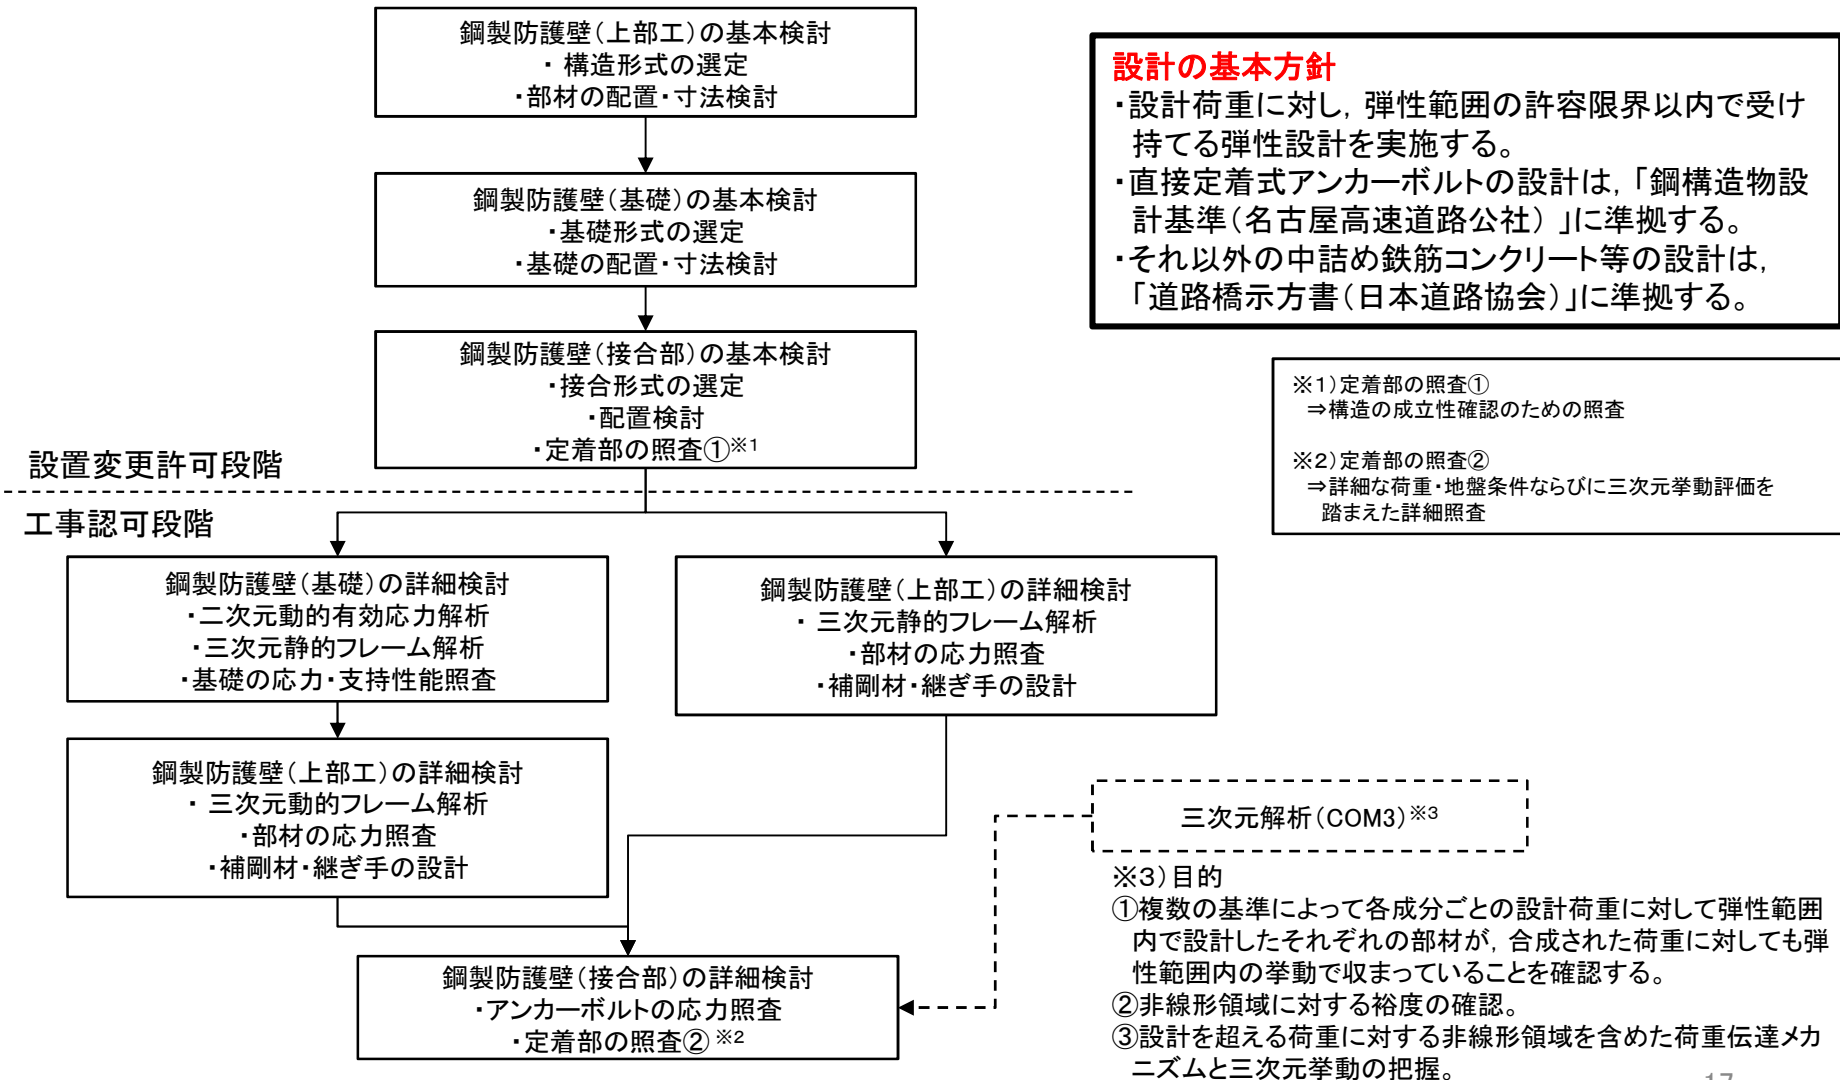 鋼製防護壁（上部工）の基本検討
・ 構造形式の選定
・部材の配置・寸法検討
鋼製防護壁（基礎）の基本検討
・基礎形式の選定
・基礎の配置・寸法検討
鋼製防護壁（接合部）の基本検討
・接合形式の選定
・配置検討
・定着部の照査①※1
設置変更許可段階
工事認可段階
鋼製防護壁（基礎）の詳細検討
・二次元動的有効応力解析
・三次元静的フレーム解析
・基礎の応力・支持性能照査
鋼製防護壁（上部工）の詳細検討
・ 三次元静的フレーム解析
・部材の応力照査
・補剛材・継ぎ手の設計
鋼製防護壁（上部工）の詳細検討
・ 三次元動的フレーム解析
・部材の応力照査
・補剛材・継ぎ手の設計
鋼製防護壁（接合部）の詳細検討
・アンカーボルトの応力照査
・定着部の照査② ※2
設計の基本方針
・設計荷重に対し，弾性範囲の許容限界以内で受け
持てる弾性設計を実施する。
・直接定着式アンカーボルトの設計は，「鋼構造物設
計基準（名古屋高速道路公社） 」に準拠する。
・それ以外の中詰め鉄筋コンクリート等の設計は，
「道路橋示方書（日本道路協会）」に準拠する。
※１）定着部の照査①
⇒構造の成立性確認のための照査
※２）定着部の照査②
⇒詳細な荷重・地盤条件ならびに三次元挙動評価を
踏まえた詳細照査
三次元解析（COM3）※3
※３）目的
①複数の基準によって各成分ごとの設計荷重に対して弾性範囲
内で設計したそれぞれの部材が，合成された荷重に対しても弾
性範囲内の挙動で収まっていることを確認する。
②非線形領域に対する裕度の確認。
③設計を超える荷重に対する非線形領域を含めた荷重伝達メカ
ニズムと三次元挙動の把握。
17